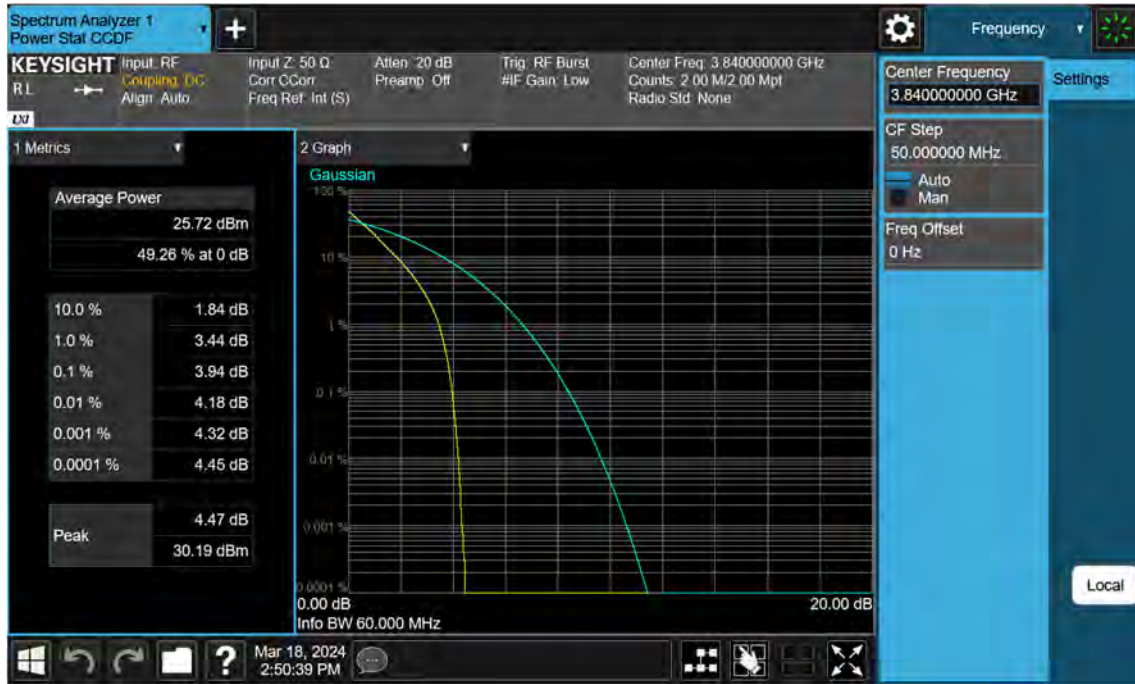 Spectrum Analyzer 1
Power Stat CCDF
Frequency
KEYSIGHT
R L
LXI
Input: RF
Coupling: DC
Align: Auto
Input Z: 50 Ω
Corr CCorr
Freq Ref: Int (S)
Atten: 20 dB
Preamp: Off
Trig: RF Burst
#IF Gain: Low
Center Freq: 3.840000000 GHz
Counts: 2.00 M/2.00 Mpt
Radio Std: None
Center Frequency
3.840000000 GHz
Settings
CF Step
50.000000 MHz
Auto
Man
Freq Offset
0 Hz
1 Metrics
Average Power
25.72 dBm
49.26 % at 0 dB
10.0 % 1.84 dB
1.0 % 3.44 dB
0.1 % 3.94 dB
0.01 % 4.18 dB
0.001 % 4.32 dB
0.0001 % 4.45 dB
Peak
4.47 dB
30.19 dBm
2 Graph
Gaussian
100 %
10 %
1 %
0.1 %
0.01 %
0.001 %
0.0001 %
0.00 dB 20.00 dB
Info BW 60.000 MHz
Local
?
Mar 18, 2024
2:50:39 PM